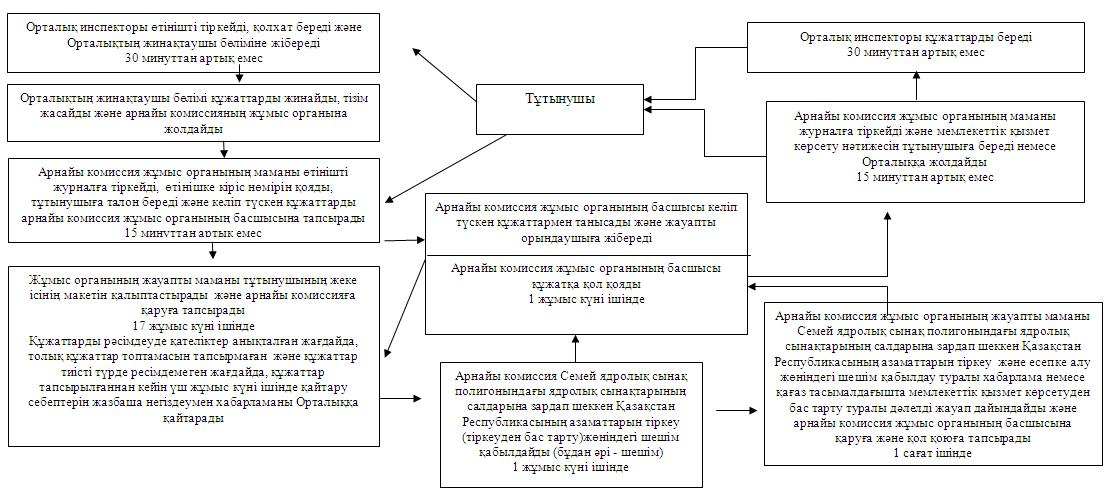 Орталық инспекторы өтінішті тіркейді, қолхат береді және
Орталықтың жинақтаушы бөліміне жібереді
30 минуттан артық емес
Орталықтың жинақтаушы бөлімі құжаттарды жинайды, тізім
жасайды және арнайы комиссияның жұмыс органына
жолдайды
Арнайы комиссия жұмыс органының маманы өтінішті
журналға тіркейді, өтінішке кіріс нөмірін қояды,
тұтынушыға талон береді және келіп түскен құжаттарды
арнайы комиссия жұмыс органының басшысына тапсырады
15 минуттан артық емес
Жұмыс органының жауапты маманы тұтынушының жеке
ісінің макетін қалыптастырады және арнайы комиссияға
қаруға тапсырады
17 жұмыс күні ішінде
Құжаттарды ресімдеуде қателіктер анықталған жағдайда,
толық құжаттар топтамасын тапсырмаған және құжаттар
тиісті түрде ресімдемеген жағдайда, құжаттар
тапсырылғаннан кейін үш жұмыс күні ішінде қайтару
себептерін жазбаша негіздеумен хабарламаны Орталыққа
қайтарады
Тұтынушы
Арнайы комиссия жұмыс органының басшысы келіп
түскен құжаттармен танысады және жауапты
орындаушыға жібереді
Арнайы комиссия жұмыс органының басшысы
құжатқа қол қояды
1 жұмыс күні ішінде
Арнайы комиссия Семей ядролық сынақ
полигонындағы ядролық сынақтарының
салдарына зардап шеккен Қазақстан
Республикасының азаматтарын тіркеу
(тіркеуден бас тарту)жөніндегі шешім
қабылдайды (бұдан әрі - шешім)
1 жұмыс күні ішінде
Орталық инспекторы құжаттарды береді
30 минуттан артық емес
Арнайы комиссия жұмыс органының маманы
журналға тіркейді және мемлекеттік қызмет
көрсету нәтижесін тұтынушыға береді немесе
Орталыққа жолдайды
15 минуттан артық емес
Арнайы комиссия жұмыс органының жауапты маманы
Семей ядролық сынақ полигонындағы ядролық
сынақтарының салдарына зардап шеккен Қазақстан
Республикасының азаматтарын тіркеу және есепке алу
жөніндегі шешім қабылдау туралы хабарлама немесе
қағаз тасымалдағышта мемлекеттік қызмет көрсетуден
бас тарту туралы дәлелді жауап дайындайды және
арнайы комиссия жұмыс органының басшысына
қаруға және қол қоюға тапсырады
1 сағат ішінде